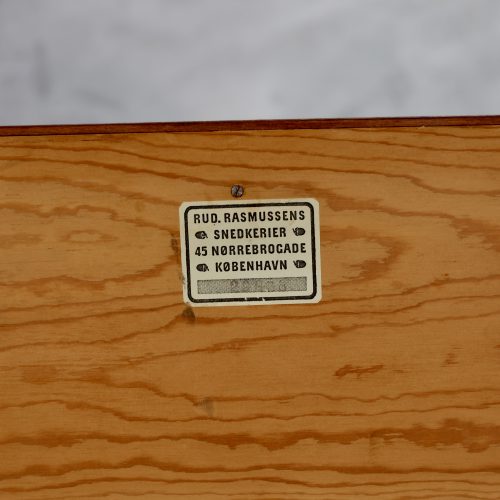 RUD. RASMUSSENS
SNEDKERIER
45 NØRREBROGADE
KØBENHAVN